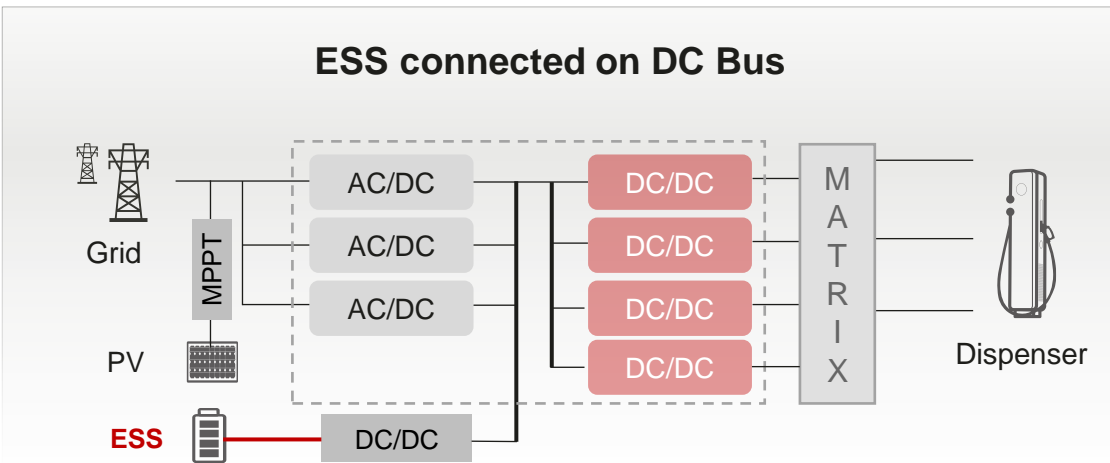 ESS connected on DC Bus
Grid
MPPT
PV
ESS
AC/DC
AC/DC
AC/DC
DC/DC
DC/DC
DC/DC
DC/DC
DC/DC
MATRIX
Dispenser